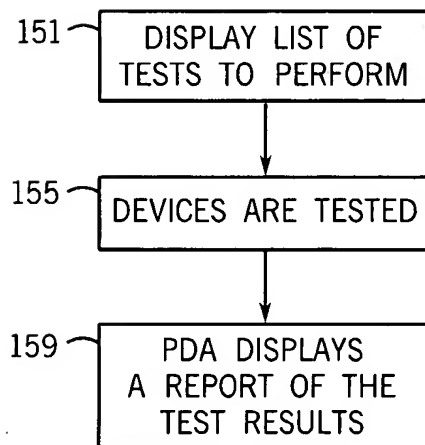 151
DISPLAY LIST OF
TESTS TO PERFORM
155
DEVICES ARE TESTED
159
PDA DISPLAYS
A REPORT OF THE
TEST RESULTS